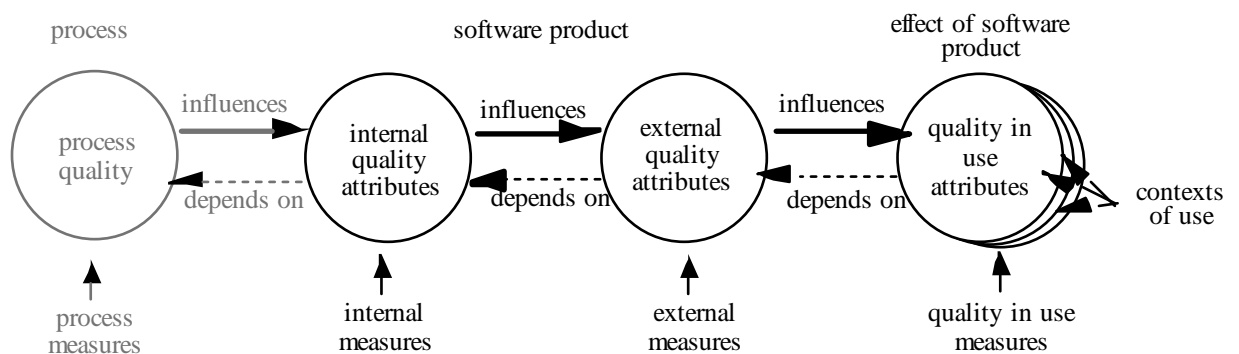 process
software product
effect of software
product
influences
influences
influences
process
quality
internal
quality
attributes
external
quality
attributes
quality in
use
attributes
depends on
depends on
depends on
contexts
of use
process
measures
internal
measures
external
measures
quality in use
measures